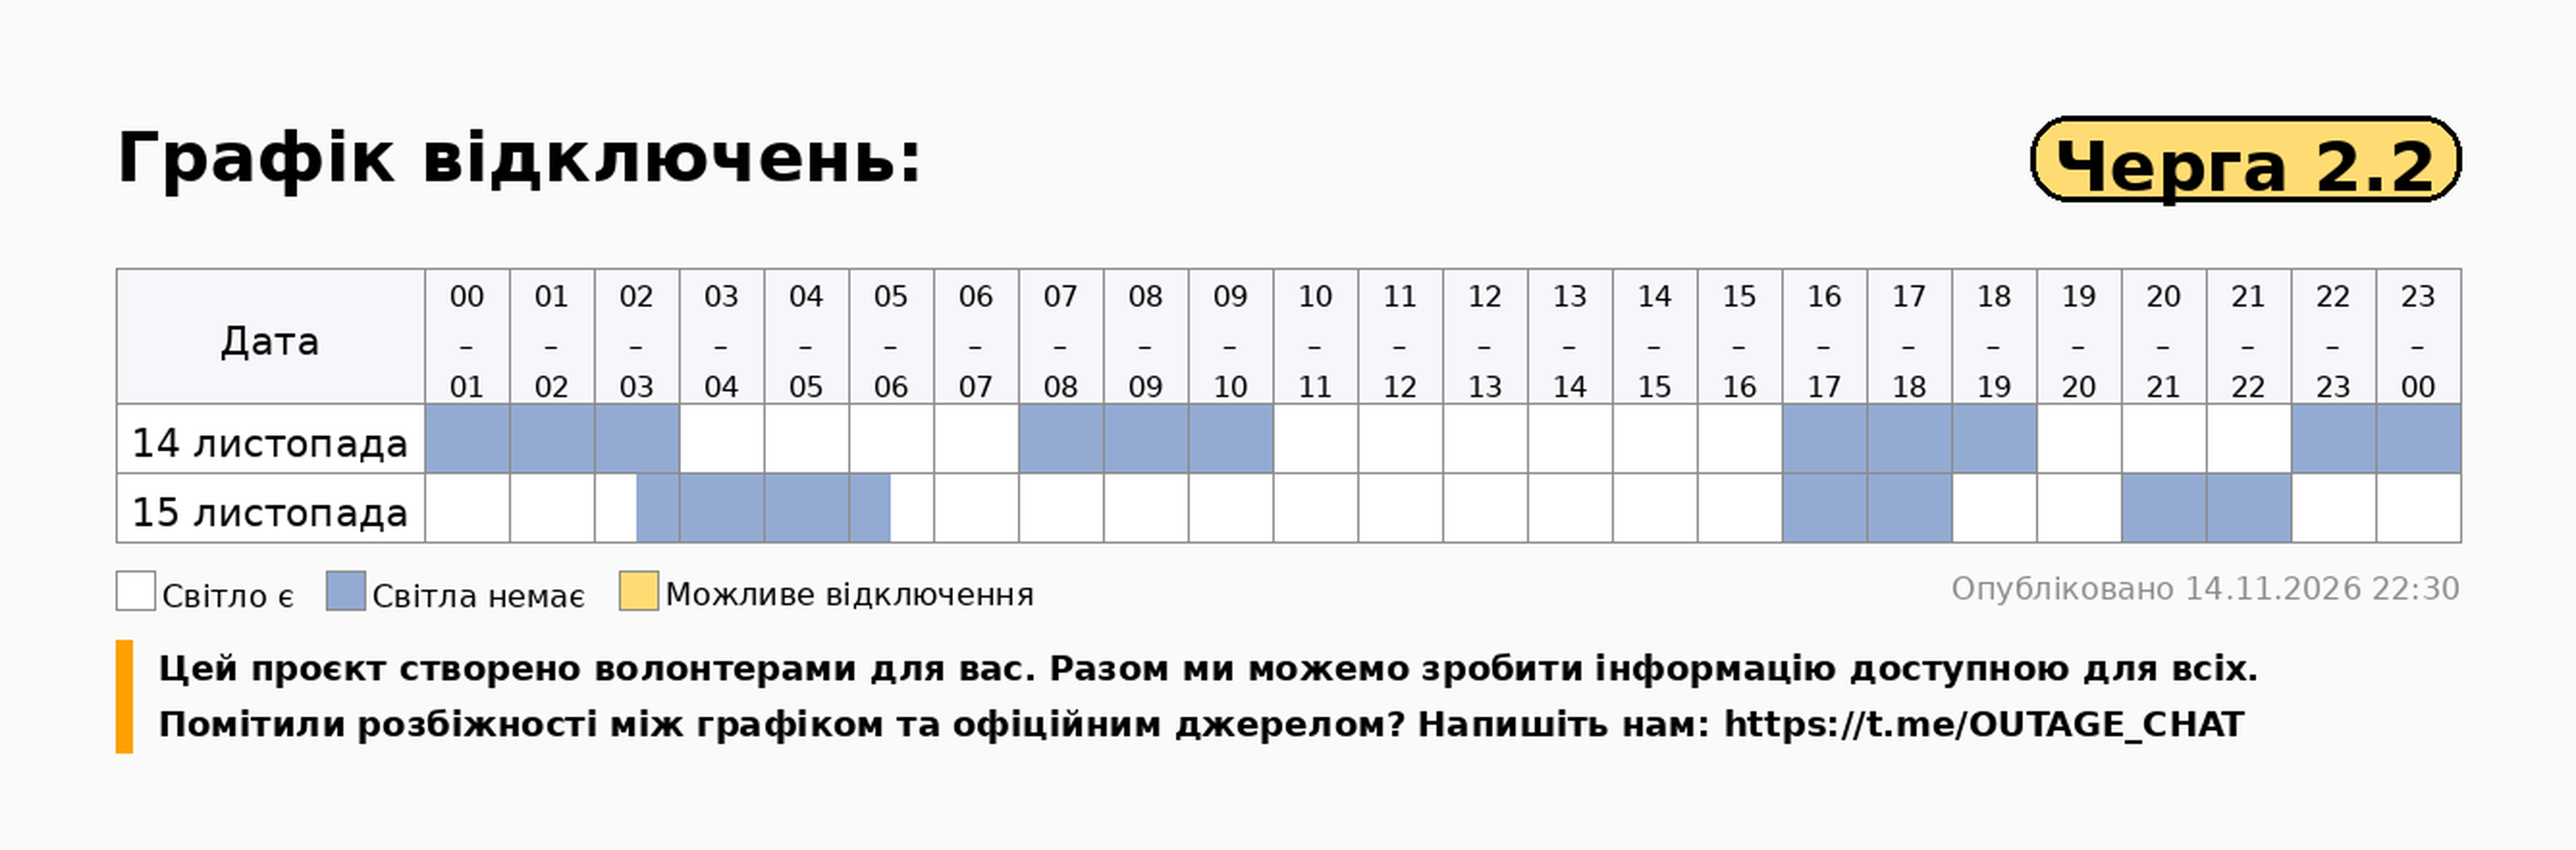 Графік відключень:
Черга 2.2
Дата
00 – 01
01 – 02
02 – 03
03 – 04
04 – 05
05 – 06
06 – 07
07 – 08
08 – 09
09 – 10
10 – 11
11 – 12
12 – 13
13 – 14
14 – 15
15 – 16
16 – 17
17 – 18
18 – 19
19 – 20
20 – 21
21 – 22
22 – 23
23 – 00
14 листопада
15 листопада
Світло є
Світла немає
Можливе відключення
Опубліковано 14.11.2026 22:30
Цей проєкт створено волонтерами для вас. Разом ми можемо зробити інформацію доступною для всіх.
Помітили розбіжності між графіком та офіційним джерелом? Напишіть нам: https://t.me/OUTAGE_CHAT